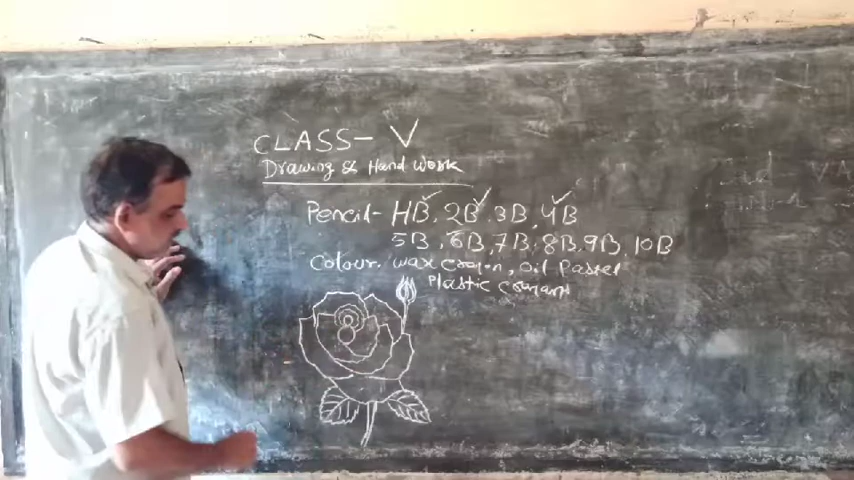 CLASS- V
Drawing & Hand Work
Pencil- HB, 2B, 3B, 4B
5B, 6B, 7B, 8B, 9B, 10B
Colour, wax crayon, oil Pastel
Plastic